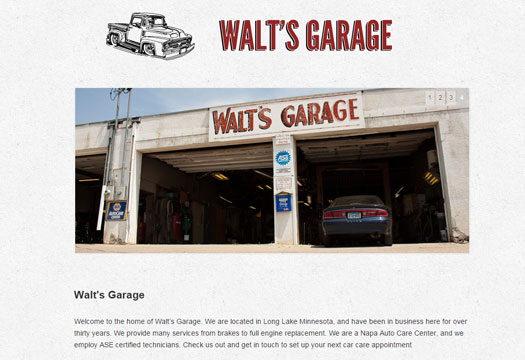 WALT'S GARAGE
1 2 3
WALT'S GARAGE
ASE
NAPA
AUTOCARE
CENTER
Walt's Garage
Welcome to the home of Walt's Garage. We are located in Long Lake Minnesota, and have been in business here for over
thirty years. We provide many services from brakes to full engine replacement. We are a Napa Auto Care Center, and we
employ ASE certified technicians. Check us out and get in touch to set up your next car care appointment